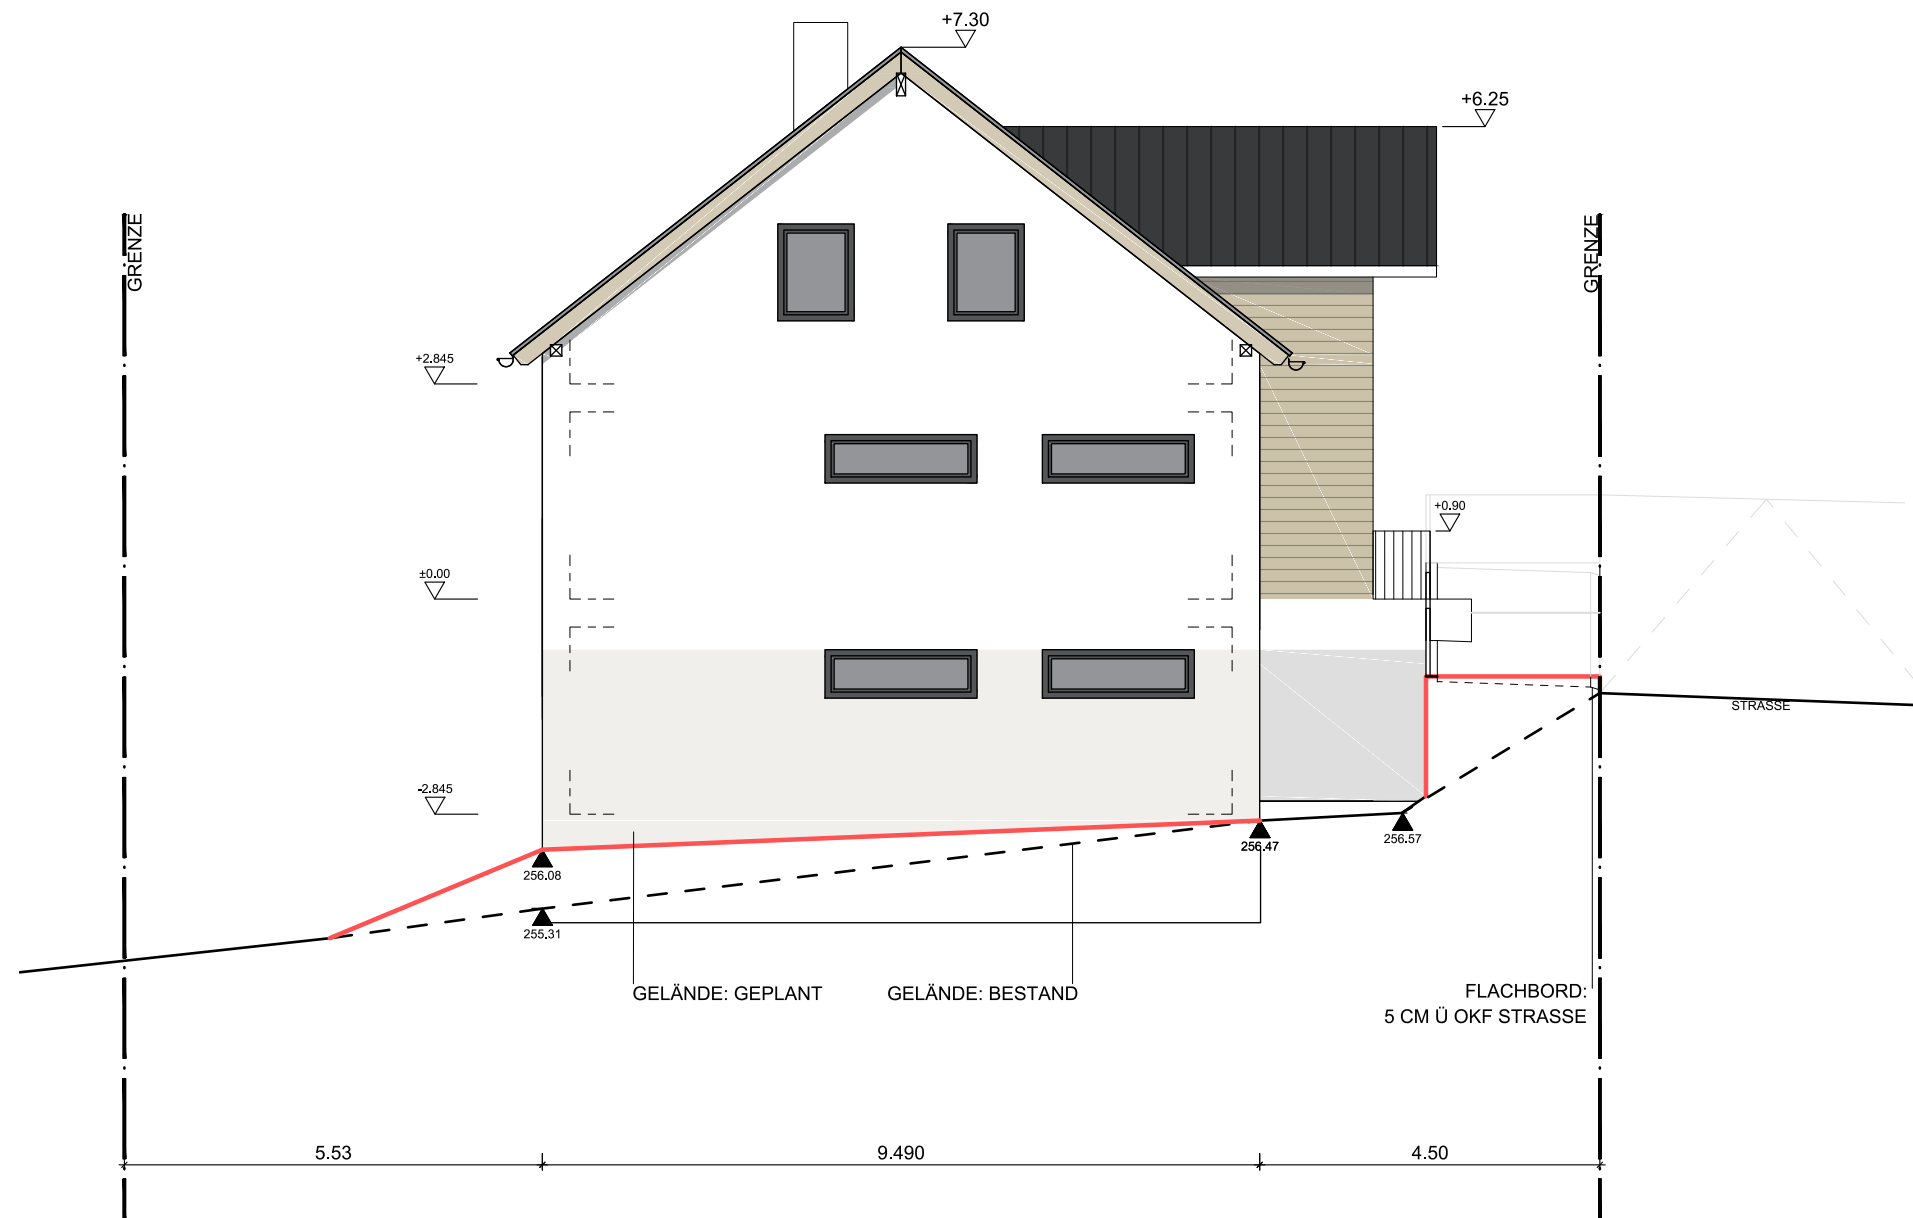 +7.30
+6.25
GRENZE
GRENZE
+2.845
+0.90
±0.00
STRASSE
-2.845
256.47
256.57
256.08
255.31
GELÄNDE: GEPLANT
GELÄNDE: BESTAND
FLACHBORD:
5 CM Ü OKF STRASSE
5.53
9.490
4.50